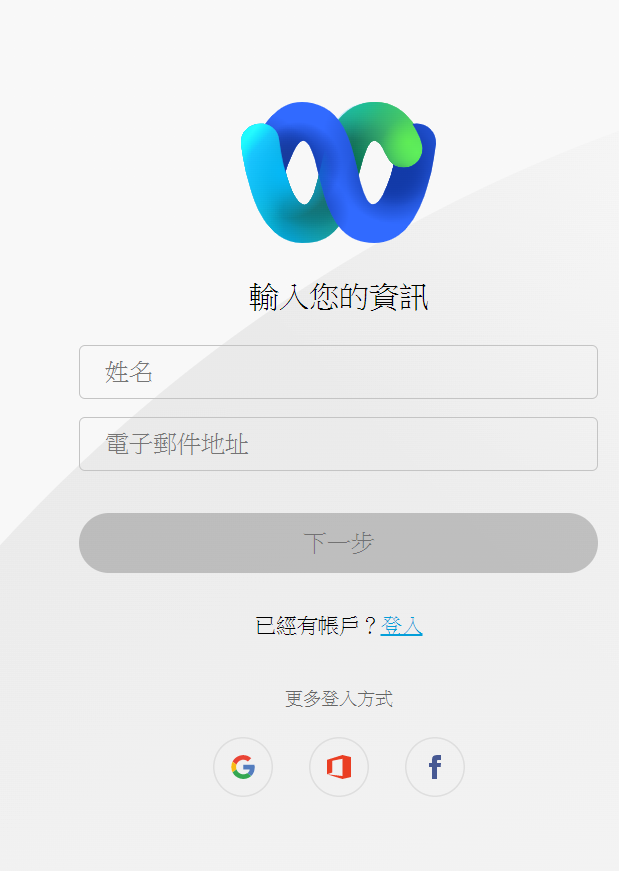 輸入您的資訊
姓名
電子郵件地址
下一步
已經有帳戶？登入
更多登入方式